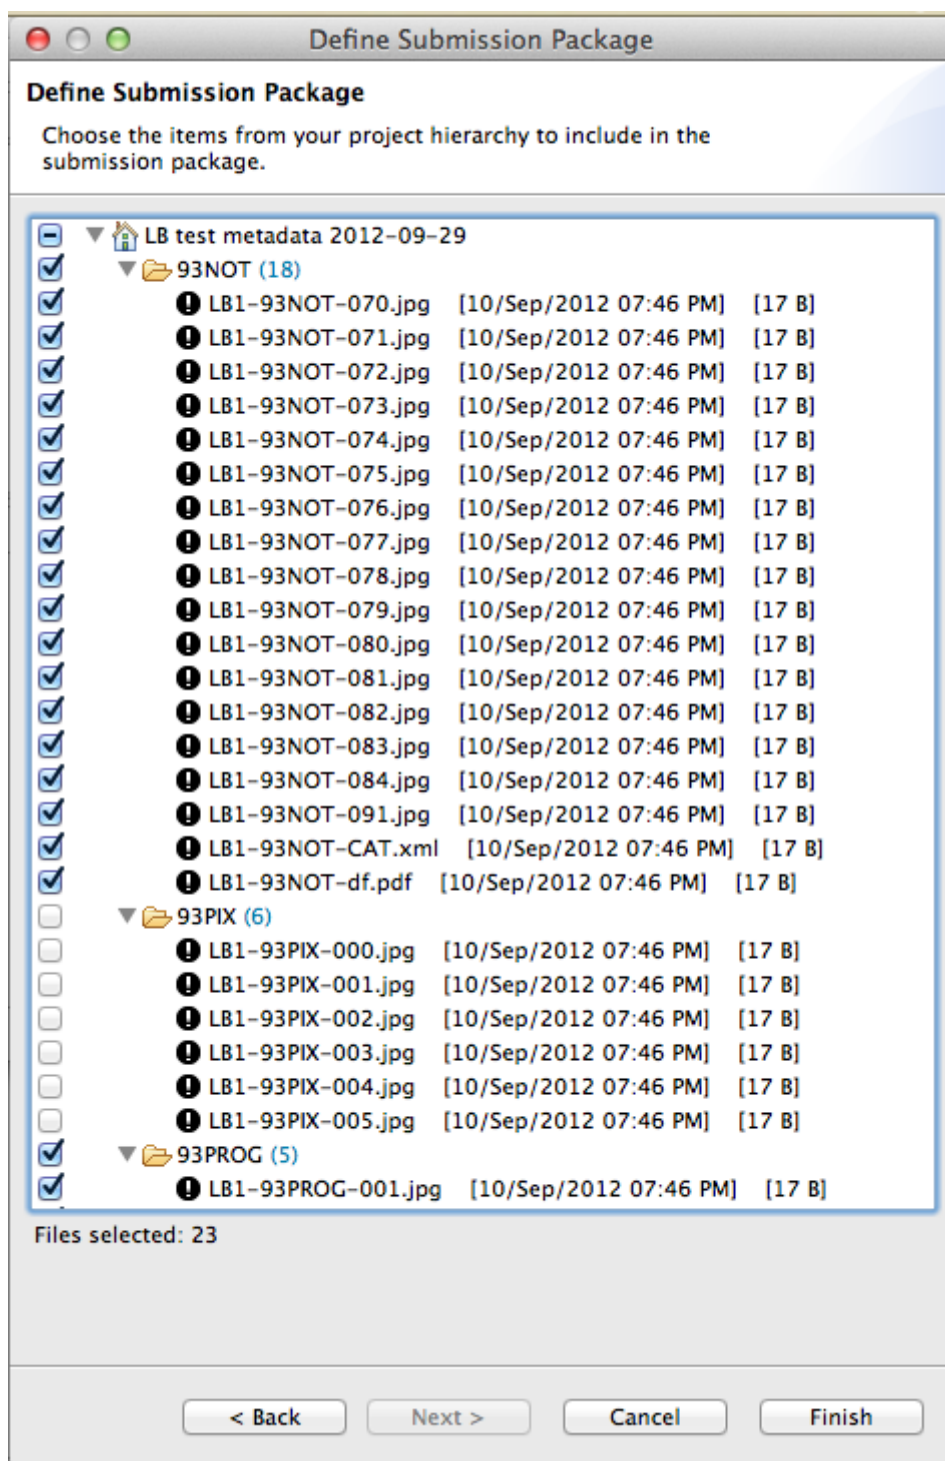 Define Submission Package
Define Submission Package
Choose the items from your project hierarchy to include in the
submission package.
LB test metadata 2012-09-29
93NOT (18)
LB1-93NOT-070.jpg [10/Sep/2012 07:46 PM] [17 B]
LB1-93NOT-071.jpg [10/Sep/2012 07:46 PM] [17 B]
LB1-93NOT-072.jpg [10/Sep/2012 07:46 PM] [17 B]
LB1-93NOT-073.jpg [10/Sep/2012 07:46 PM] [17 B]
LB1-93NOT-074.jpg [10/Sep/2012 07:46 PM] [17 B]
LB1-93NOT-075.jpg [10/Sep/2012 07:46 PM] [17 B]
LB1-93NOT-076.jpg [10/Sep/2012 07:46 PM] [17 B]
LB1-93NOT-077.jpg [10/Sep/2012 07:46 PM] [17 B]
LB1-93NOT-078.jpg [10/Sep/2012 07:46 PM] [17 B]
LB1-93NOT-079.jpg [10/Sep/2012 07:46 PM] [17 B]
LB1-93NOT-080.jpg [10/Sep/2012 07:46 PM] [17 B]
LB1-93NOT-081.jpg [10/Sep/2012 07:46 PM] [17 B]
LB1-93NOT-082.jpg [10/Sep/2012 07:46 PM] [17 B]
LB1-93NOT-083.jpg [10/Sep/2012 07:46 PM] [17 B]
LB1-93NOT-084.jpg [10/Sep/2012 07:46 PM] [17 B]
LB1-93NOT-091.jpg [10/Sep/2012 07:46 PM] [17 B]
LB1-93NOT-CAT.xml [10/Sep/2012 07:46 PM] [17 B]
LB1-93NOT-df.pdf [10/Sep/2012 07:46 PM] [17 B]
93PIX (6)
LB1-93PIX-000.jpg [10/Sep/2012 07:46 PM] [17 B]
LB1-93PIX-001.jpg [10/Sep/2012 07:46 PM] [17 B]
LB1-93PIX-002.jpg [10/Sep/2012 07:46 PM] [17 B]
LB1-93PIX-003.jpg [10/Sep/2012 07:46 PM] [17 B]
LB1-93PIX-004.jpg [10/Sep/2012 07:46 PM] [17 B]
LB1-93PIX-005.jpg [10/Sep/2012 07:46 PM] [17 B]
93PROG (5)
LB1-93PROG-001.jpg [10/Sep/2012 07:46 PM] [17 B]
Files selected: 23
< Back Next > Cancel Finish